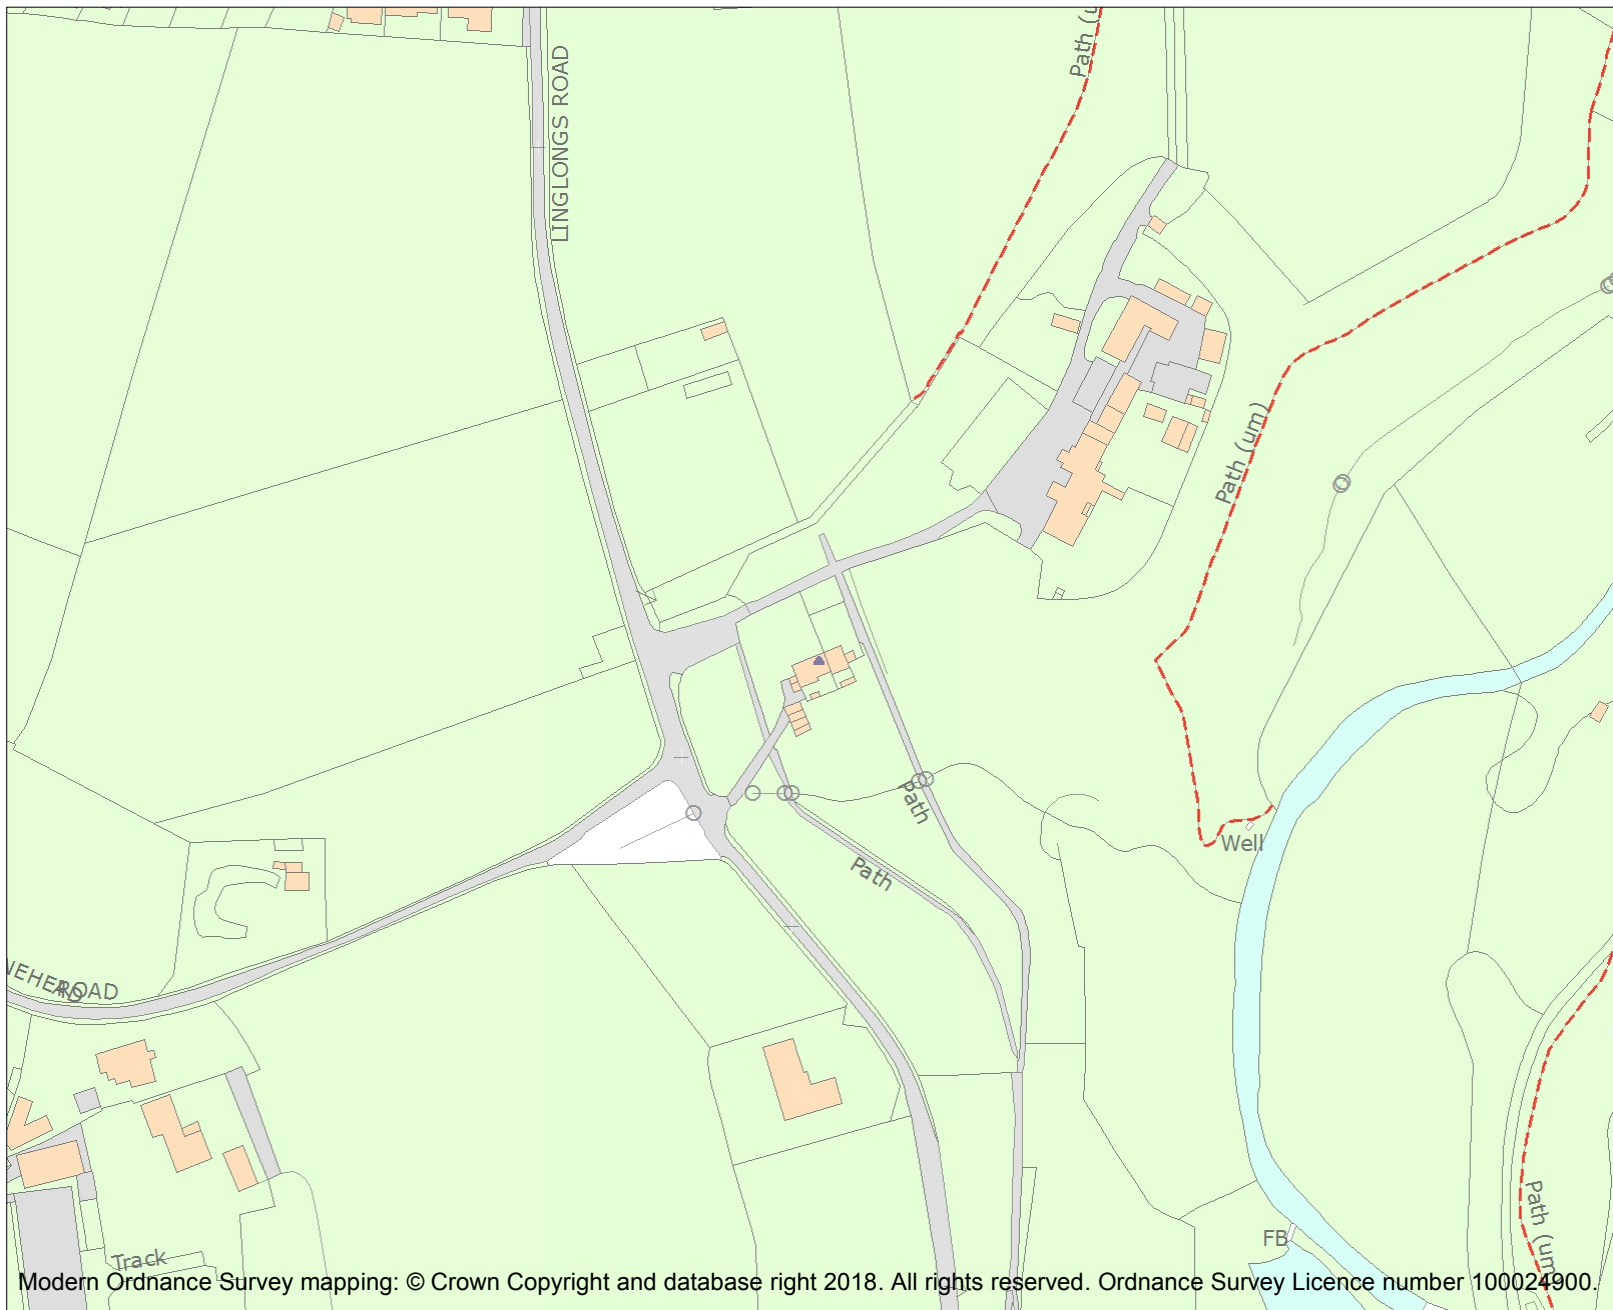 Path (u
LINGLONGS ROAD
Path (um)
Path
Well
Path
NEHEAD ROAD
Path (um
FB
Track
Modern Ordnance Survey mapping: © Crown Copyright and database right 2018. All rights reserved. Ordnance Survey Licence number 100024900.